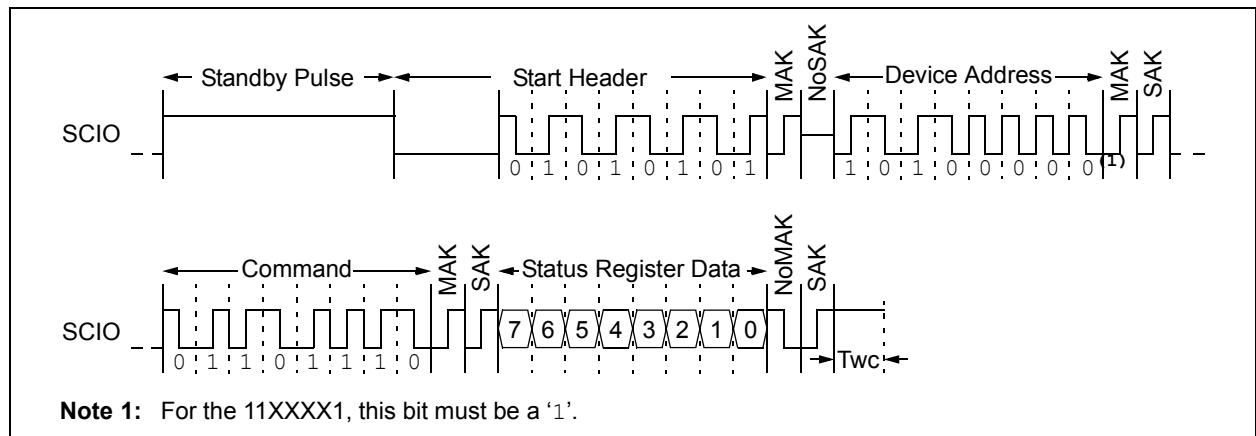 Standby Pulse Start Header MAK NoSAK Device Address MAK SAK
SCIO
0 1 0 1 0 1 0 1 1 0 1 0 0 0 0 0(1)
Command MAK SAK Status Register Data NoMAK SAK
SCIO 7 6 5 4 3 2 1 0
Twc
0 1 1 0 1 1 1 0
Note 1: For the 11XXXX1, this bit must be a ‘1’.